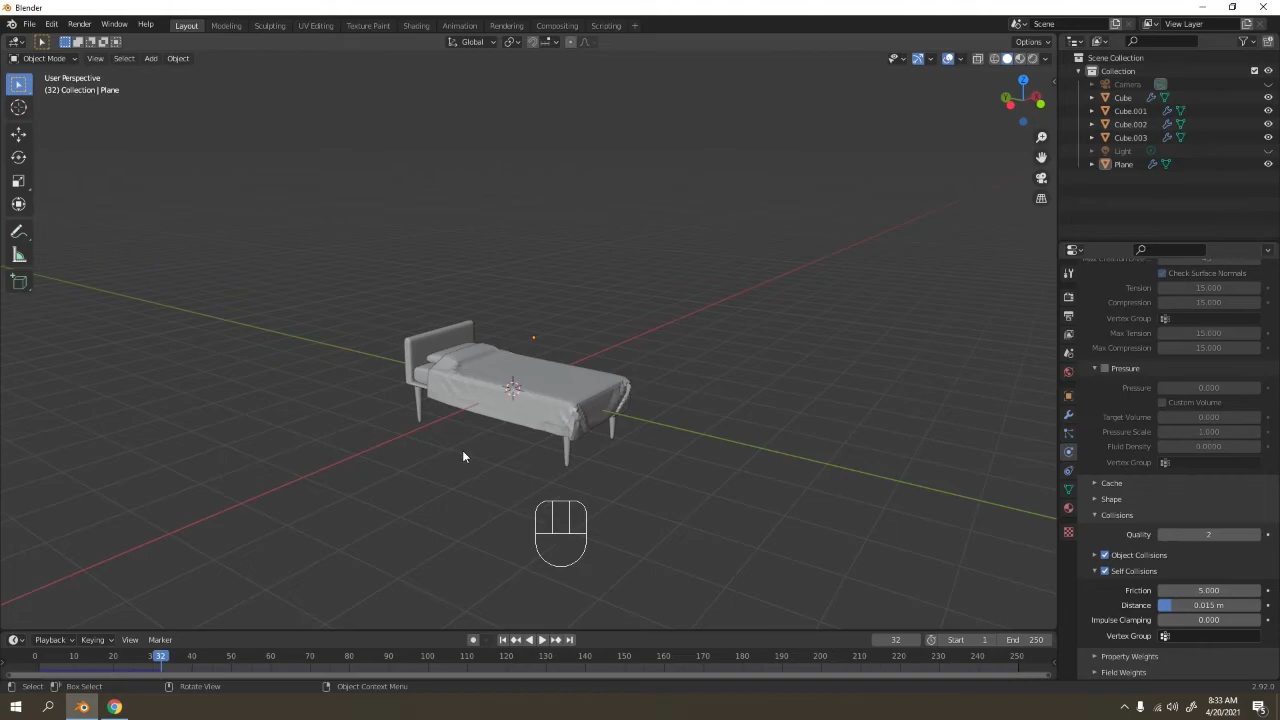 Blender
File Edit Render Window Help
Layout Modeling Sculpting UV Editing Texture Paint Shading Animation Rendering Compositing Scripting +
Scene
View Layer
Global
Options
Object Mode View Select Add Object
User Perspective
(32) Collection | Plane
Z
Scene Collection
Collection
Camera
Cube
Cube.001
Cube.002
Cube.003
Light
Plane
Check Surface Normals
Tension 15.000
Compression 15.000
Vertex Group
Max Tension 15.000
Max Compression 15.000
Pressure
Pressure 0.000
Custom Volume
Target Volume 0.000
Pressure Scale 1.000
Fluid Density 0.0000
Vertex Group
Cache
Shape
Collisions
Quality 2
Object Collisions
Self Collisions
Friction 5.000
Distance 0.015 m
Impulse Clamping 0.000
Vertex Group
Property Weights
Field Weights
Playback Keying View Marker
32
Start 1
End 250
0 10 20 32 40 50 60 70 80 90 100 110 120 130 140 150 160 170 180 190 200 210 220 230 240 250
Select Box Select Rotate View Object Context Menu
2.92.0
8:33 AM
4/20/2021